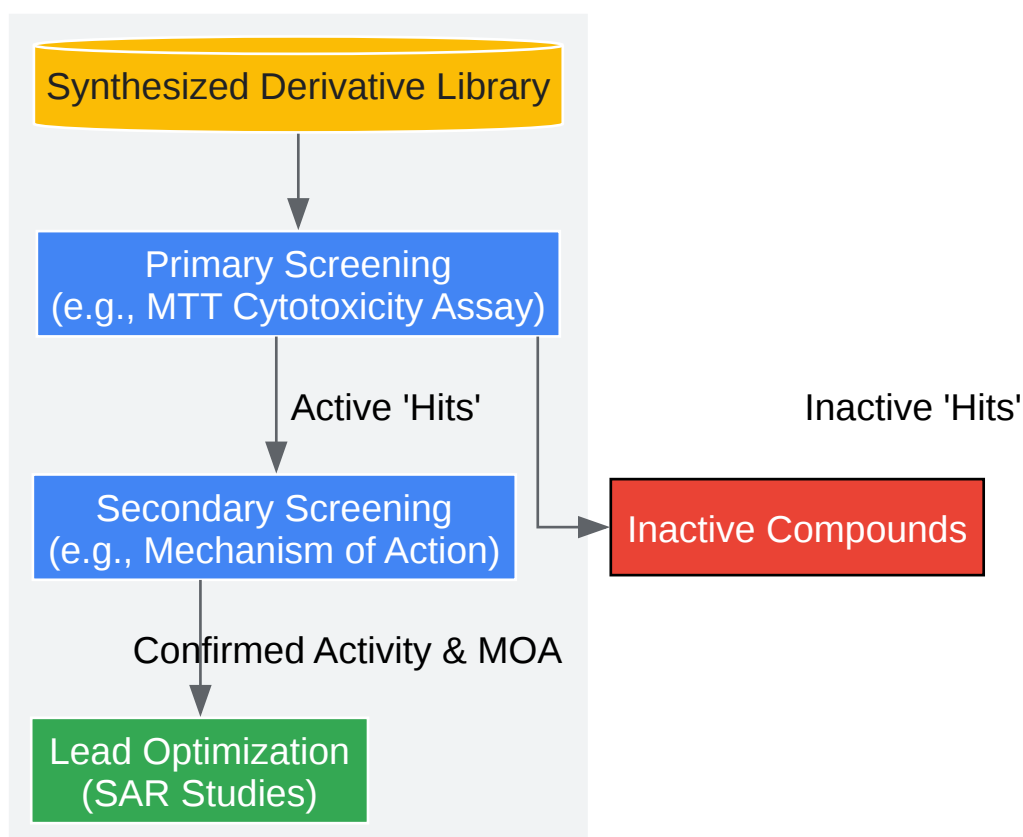 Synthesized Derivative Library
Primary Screening
(e.g., MTT Cytotoxicity Assay)
Active 'Hits'
Inactive 'Hits'
Secondary Screening
(e.g., Mechanism of Action)
Inactive Compounds
Confirmed Activity & MOA
Lead Optimization
(SAR Studies)